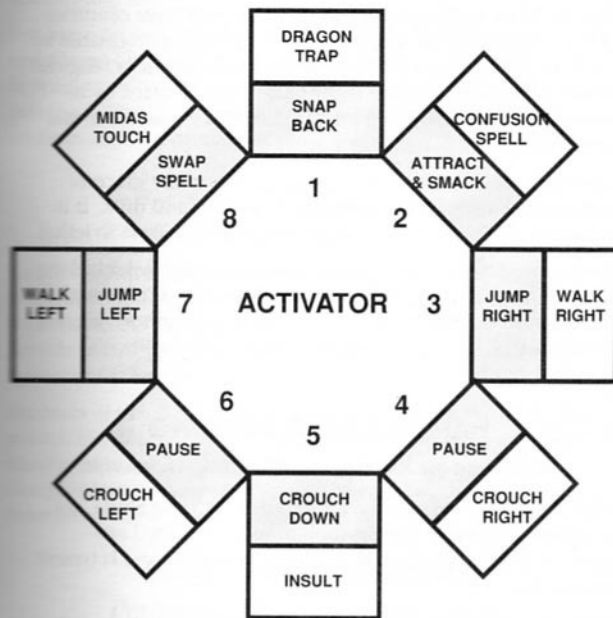 DRAGON
TRAP
SNAP
BACK
MIDAS
TOUCH
SWAP
SPELL
CONFUSION
SPELL
ATTRACT
& SMACK
1
8
2
WALK
LEFT
JUMP
LEFT
7
ACTIVATOR
3
JUMP
RIGHT
WALK
RIGHT
6
4
5
PAUSE
CROUCH
LEFT
PAUSE
CROUCH
RIGHT
CROUCH
DOWN
INSULT